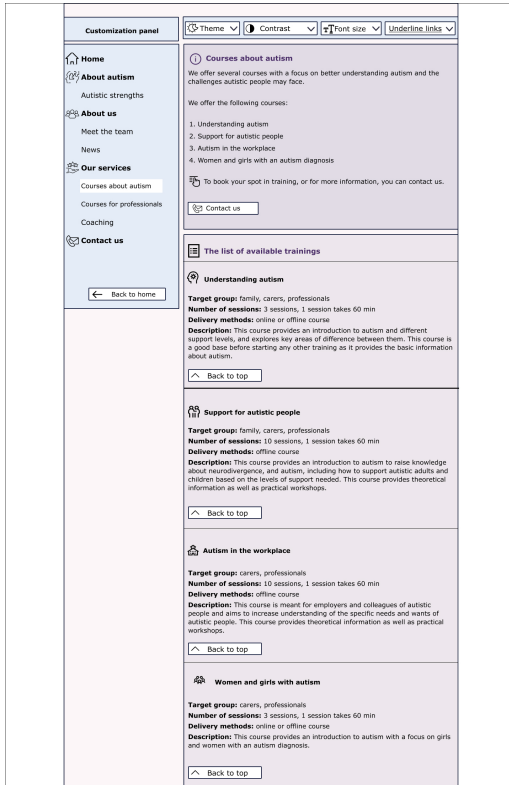 Customization panel
Theme
Contrast
Font size
Underline links
Home
About autism
Autistic strengths
About us
Meet the team
News
Our services
Courses about autism
Courses for professionals
Coaching
Contact us
Back to home
Courses about autism
We offer several courses with a focus on better understanding autism and the
challenges autistic people may face.
We offer the following courses:
1. Understanding autism
2. Support for autistic people
3. Autism in the workplace
4. Women and girls with an autism diagnosis
To book your spot in training, or for more information, you can contact us.
Contact us
The list of available trainings
Understanding autism
Target group: family, carers, professionals
Number of sessions: 3 sessions, 1 session takes 60 min
Delivery methods: online or offline course
Description: This course provides an introduction to autism and different
support levels, and explores key areas of difference between them. This course is
a good base before starting any other training as it provides the basic information
about autism.
Back to top
Support for autistic people
Target group: family, carers, professionals
Number of sessions: 10 sessions, 1 session takes 60 min
Delivery methods: offline course
Description: This course provides an introduction to autism to raise knowledge
about neurodivergence, and autism, including how to support autistic adults and
children based on the levels of support needed. This course provides theoretical
information as well as practical workshops.
Back to top
Autism in the workplace
Target group: carers, professionals
Number of sessions: 10 sessions, 1 session takes 60 min
Delivery methods: offline course
Description: This course is meant for employers and colleagues of autistic
people and aims to increase understanding of the specific needs and wants of
autistic people. This course provides theoretical information as well as practical
workshops.
Back to top
Women and girls with autism
Target group: carers, professionals
Number of sessions: 3 sessions, 1 session takes 60 min
Delivery methods: online or offline course
Description: This course provides an introduction to autism with a focus on girls
and women with an autism diagnosis.
Back to top